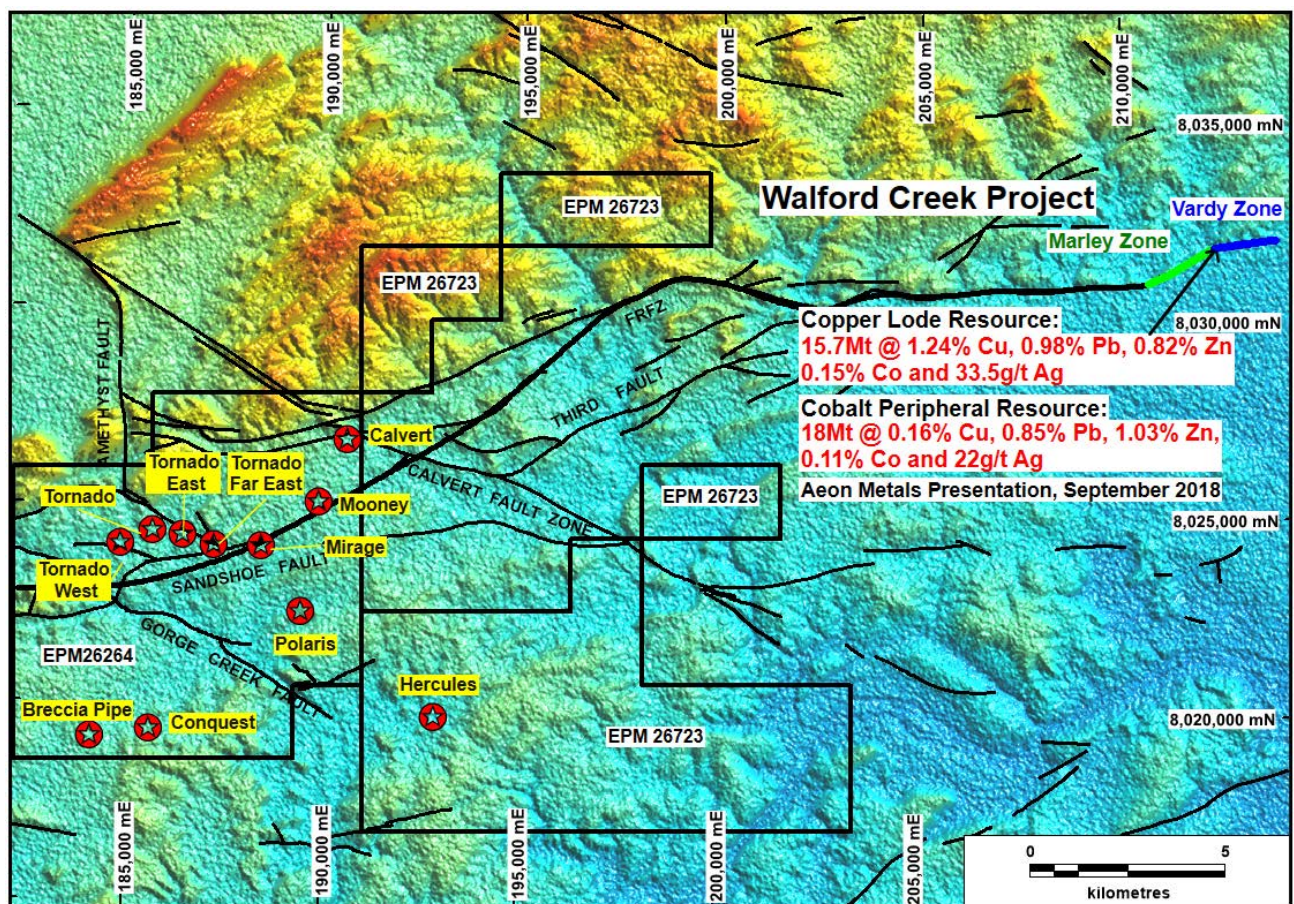 185,000 mE
190,000 mE
195,000 mE
200,000 mE
205,000 mE
210,000 mE
8,035,000 mN
EPM 26723
Walford Creek Project
Vardy Zone
Marley Zone
EPM 26723
FRFZ
8,030,000 mN
Copper Lode Resource:
15.7Mt @ 1.24% Cu, 0.98% Pb, 0.82% Zn
0.15% Co and 33.5g/t Ag
AMETHYST FAULT
THIRD FAULT
Cobalt Peripheral Resource:
18Mt @ 0.16% Cu, 0.85% Pb, 1.03% Zn,
0.11% Co and 22g/t Ag
Calvert
Aeon Metals Presentation, September 2018
Tornado
East
Tornado
Far East
Tornado
CALVERT FAULT ZONE
EPM 26723
Mooney
8,025,000 mN
Mirage
Tornado
West
SANDSHOE FAULT
Polaris
GORGE CREEK FAULT
EPM26264
Hercules
Breccia Pipe
Conquest
8,020,000 mN
EPM 26723
185,000 mE
190,000 mE
195,000 mE
200,000 mE
205,000 mE
0 5
kilometres